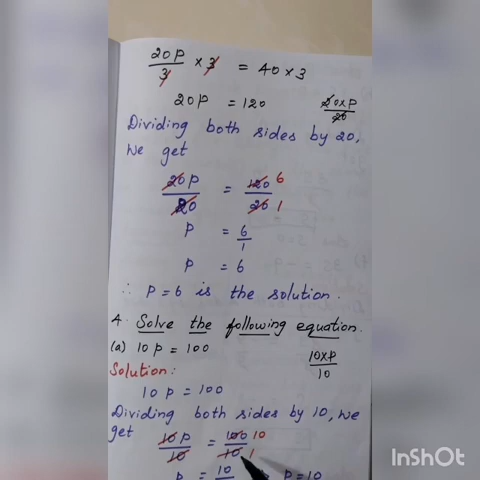 20p/3 × 3 = 40 × 3
20p = 120 20×p/20
Dividing both sides by 20,
We get
20p/20 = 120/20 6/1
p = 6/1
p = 6
∴ p = 6 is the solution.
4. Solve the following equation.
(a) 10p = 100 10×p/10
Solution:
10p = 100
Dividing both sides by 10, we
get 10p/10 = 100/10 10/1
p = 10 p = 10
InShOt